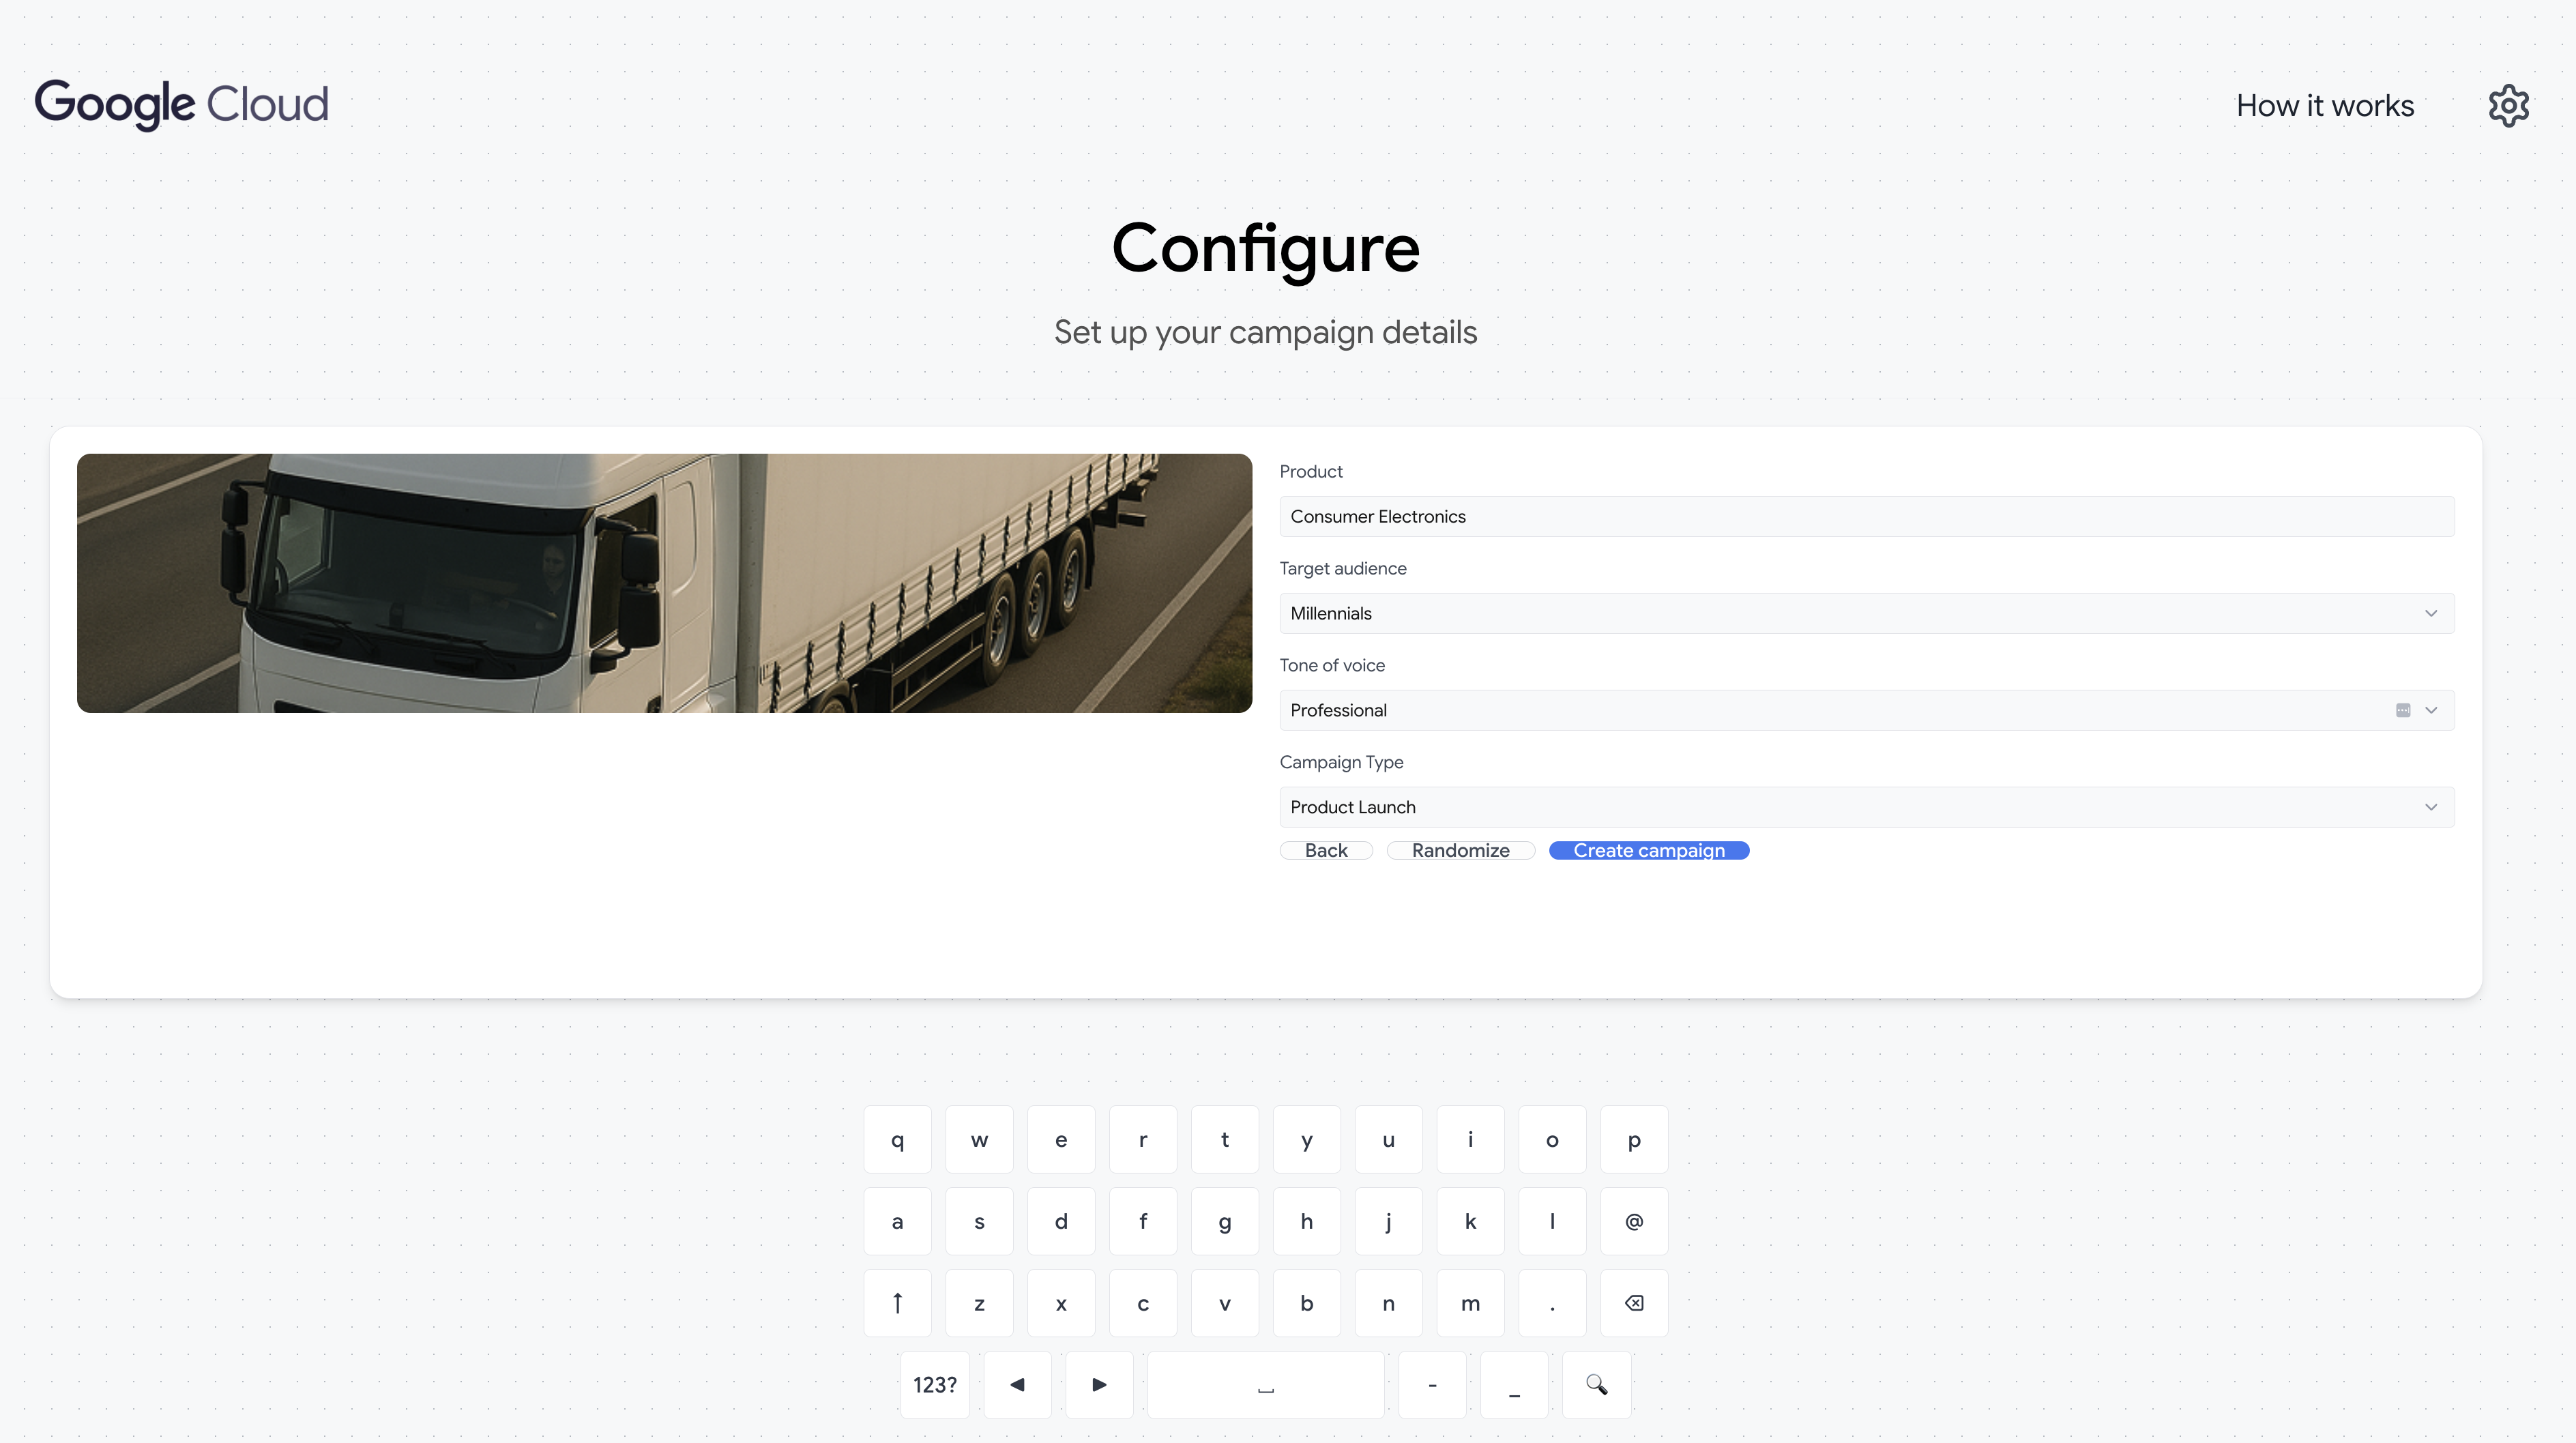 Google Cloud
How it works
Configure
Set up your campaign details
Product
Consumer Electronics
Target audience
Millennials
Tone of voice
Professional
Campaign Type
Product Launch
Back
Randomize
Create campaign
q w e r t y u i o p
a s d f g h j k l @
↑ z x c v b n m . ⌫
123? ◀ ▶ ⎵ - _ 🔍